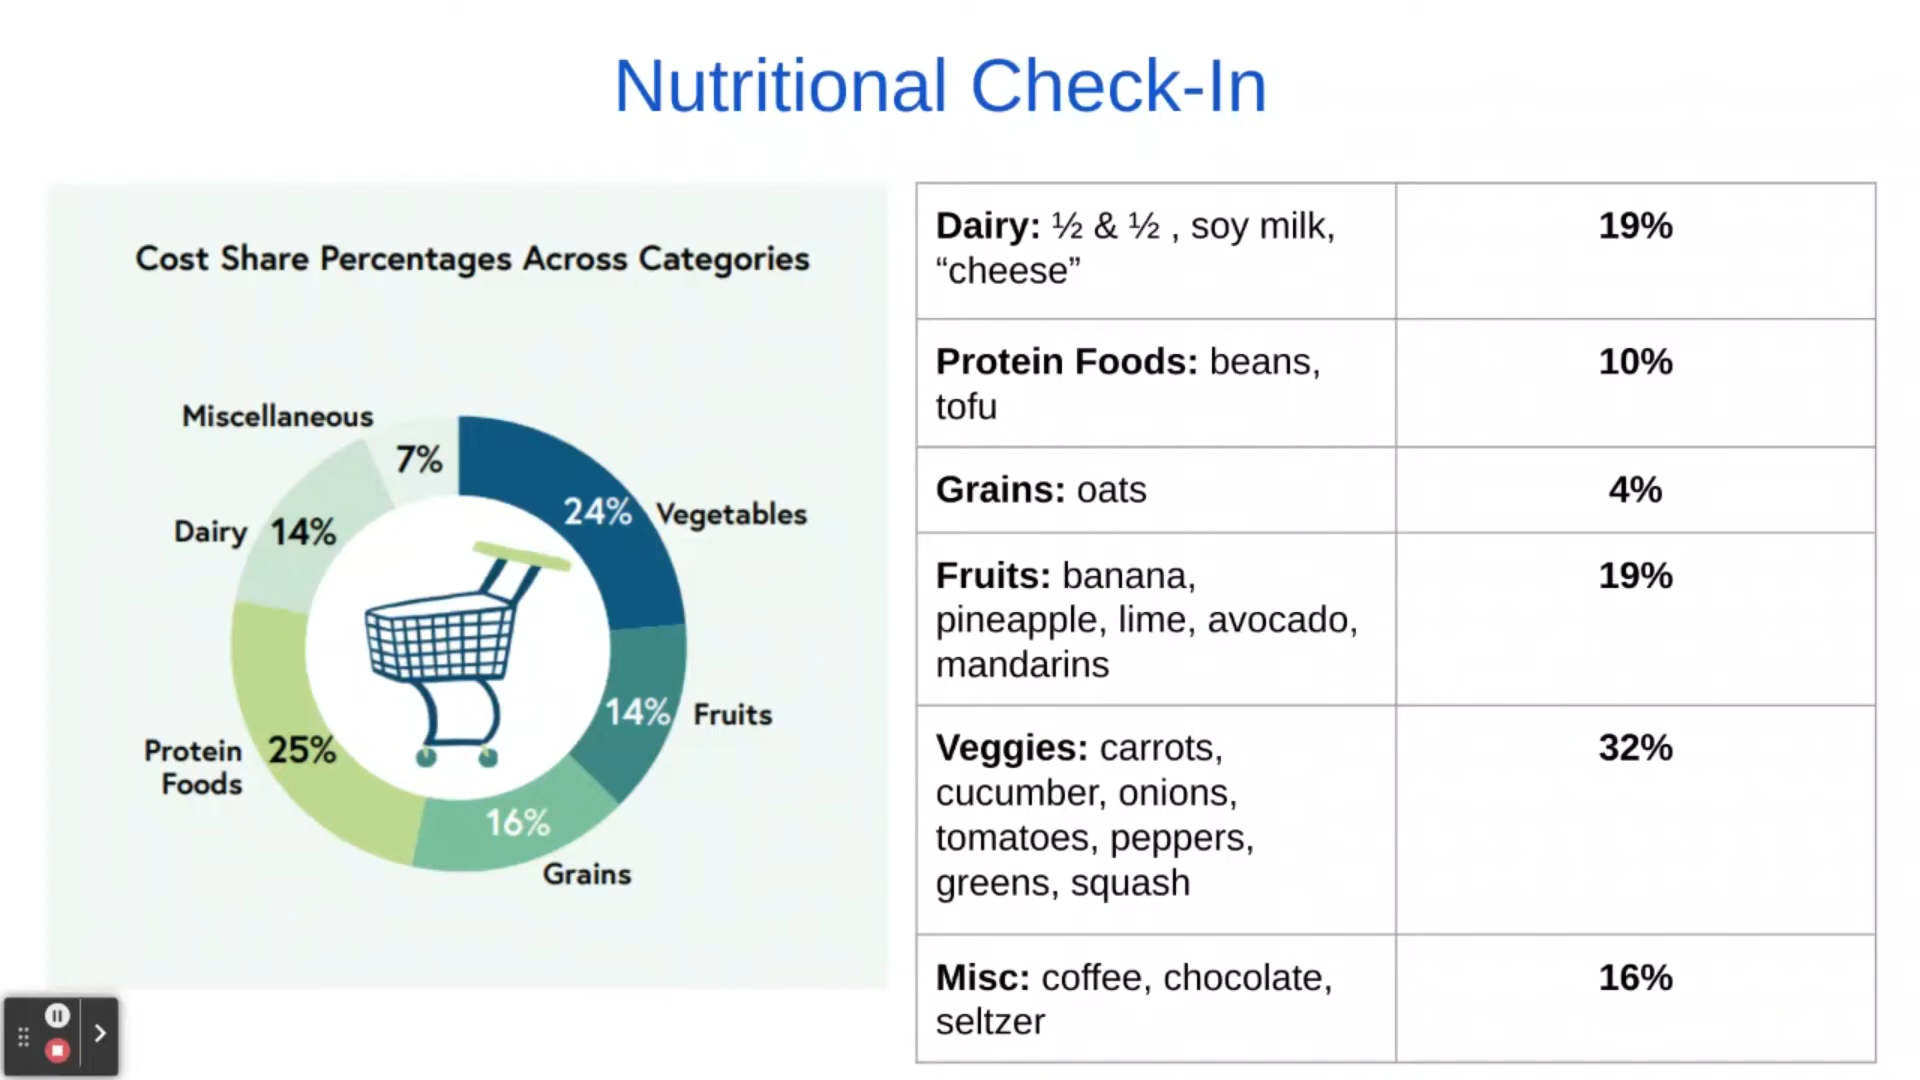 Nutritional Check-In
Cost Share Percentages Across Categories
Miscellaneous
7%
24%
Vegetables
Dairy
14%
14%
Fruits
Protein
Foods
25%
16%
Grains
Dairy: ½ & ½ , soy milk,
“cheese”
19%
Protein Foods: beans,
tofu
10%
Grains: oats
4%
Fruits: banana,
pineapple, lime, avocado,
mandarins
19%
Veggies: carrots,
cucumber, onions,
tomatoes, peppers,
greens, squash
32%
Misc: coffee, chocolate,
seltzer
16%